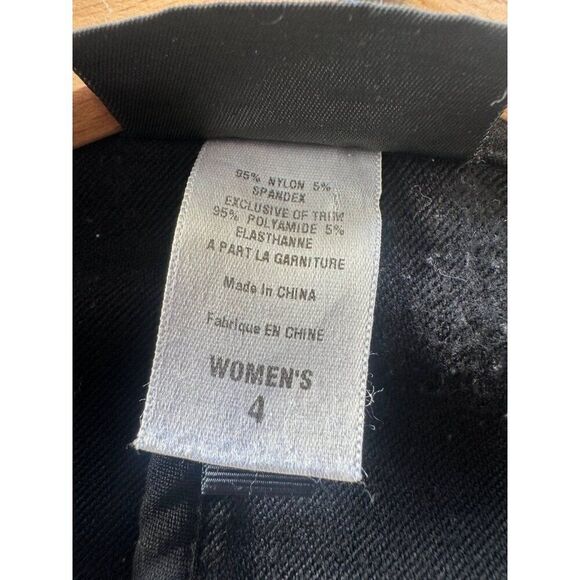 95% NYLON 5%
SPANDEX
EXCLUSIVE OF TRIM
95% POLYAMIDE 5%
ELASTHANNE
A PART LA GARNITURE
Made In CHINA
Fabrique EN CHINE
WOMEN'S
4